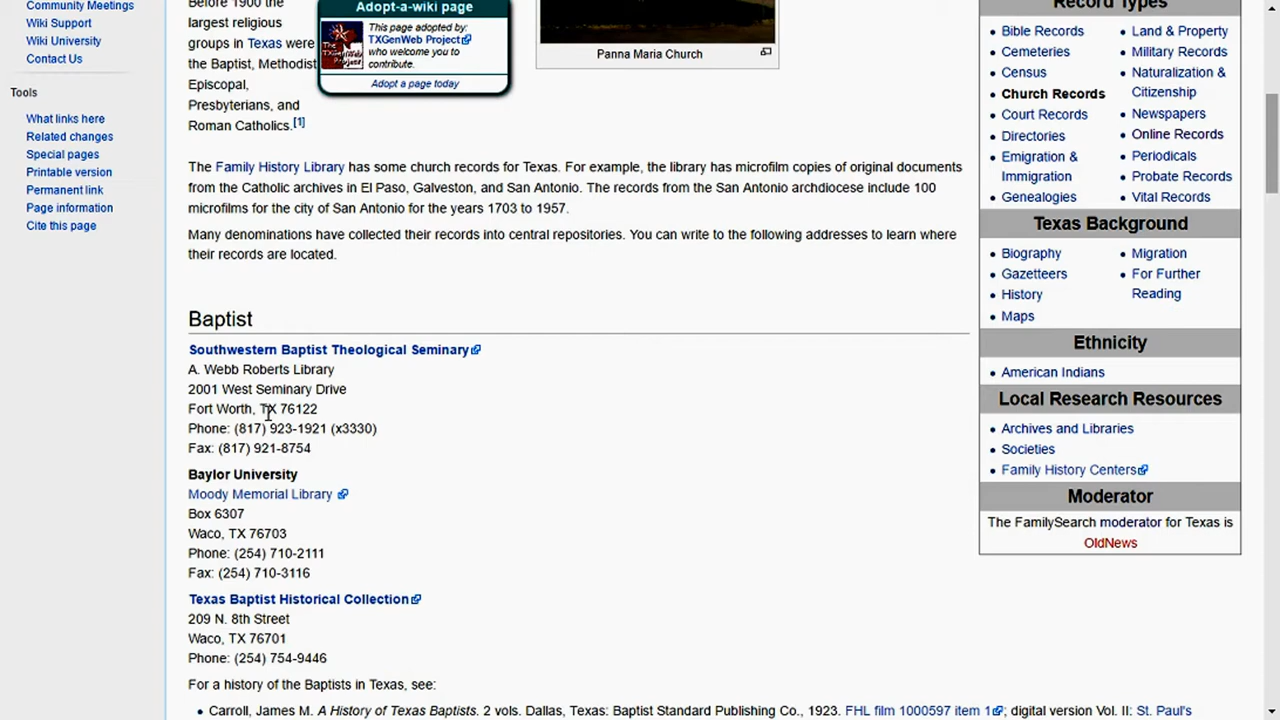 Community Meetings
Wiki Support
Wiki University
Contact Us
Tools
What links here
Related changes
Special pages
Printable version
Permanent link
Page information
Cite this page
Before 1900 the
largest religious
groups in Texas were
the Baptist, Methodist
Episcopal,
Presbyterians, and
Roman Catholics.[1]
Adopt-a-wiki page
This page adopted by:
TXGenWeb Project
who welcome you to
contribute.
Adopt a page today
Panna Maria Church
The Family History Library has some church records for Texas. For example, the library has microfilm copies of original documents
from the Catholic archives in El Paso, Galveston, and San Antonio. The records from the San Antonio archdiocese include 100
microfilms for the city of San Antonio for the years 1703 to 1957.
Many denominations have collected their records into central repositories. You can write to the following addresses to learn where
their records are located.
Baptist
Southwestern Baptist Theological Seminary
A. Webb Roberts Library
2001 West Seminary Drive
Fort Worth, TX 76122
Phone: (817) 923-1921 (x3330)
Fax: (817) 921-8754
Baylor University
Moody Memorial Library
Box 6307
Waco, TX 76703
Phone: (254) 710-2111
Fax: (254) 710-3116
Texas Baptist Historical Collection
209 N. 8th Street
Waco, TX 76701
Phone: (254) 754-9446
For a history of the Baptists in Texas, see:
• Carroll, James M. A History of Texas Baptists. 2 vols. Dallas, Texas: Baptist Standard Publishing Co., 1923. FHL film 1000597 item 1; digital version Vol. II: St. Paul's
Record Types
• Bible Records
• Cemeteries
• Census
• Church Records
• Court Records
• Directories
• Emigration &
Immigration
• Genealogies
• Land & Property
• Military Records
• Naturalization &
Citizenship
• Newspapers
• Online Records
• Periodicals
• Probate Records
• Vital Records
Texas Background
• Biography
• Gazetteers
• History
• Maps
• Migration
• For Further
Reading
Ethnicity
• American Indians
Local Research Resources
• Archives and Libraries
• Societies
• Family History Centers
Moderator
The FamilySearch moderator for Texas is
OldNews